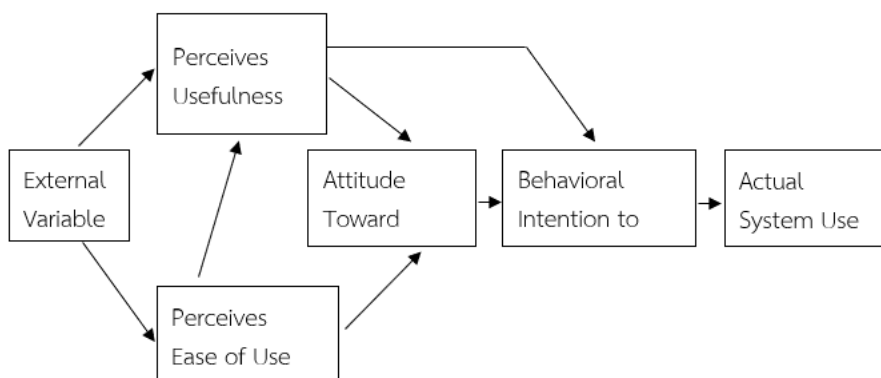 Perceives
Usefulness
External
Variable
Attitude
Toward
Behavioral
Intention to
Actual
System Use
Perceives
Ease of Use